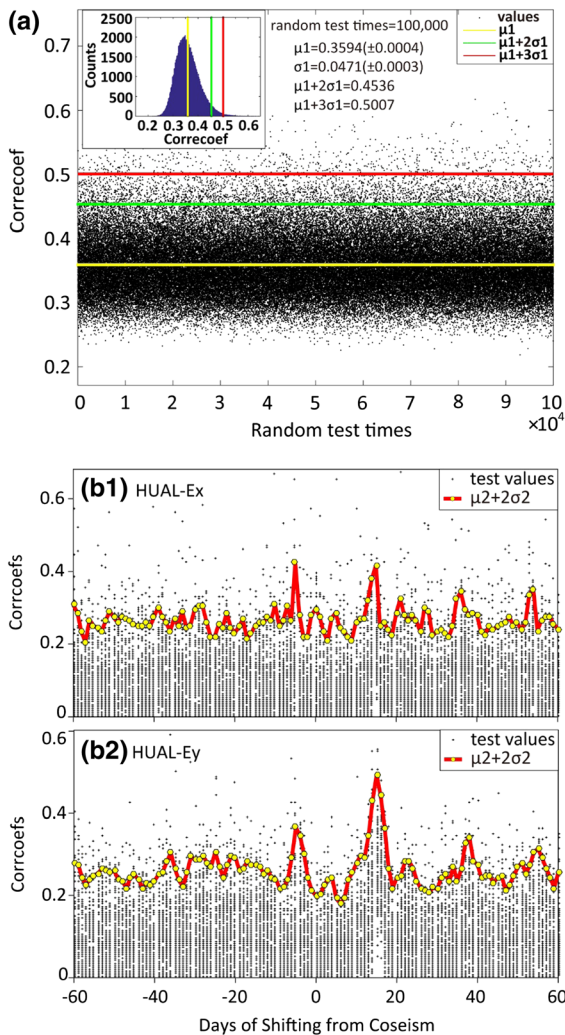 (a)
0.7
0.6
0.5
0.4
0.3
0.2
Correcoef
2500
2000
1500
1000
500
0
Counts
0.2 0.3 0.4 0.5 0.6
Correcoef
random test times=100,000
μ1=0.3594(±0.0004)
σ1=0.0471(±0.0003)
μ1+2σ1=0.4536
μ1+3σ1=0.5007
values
μ1
μ1+2σ1
μ1+3σ1
0 1 2 3 4 5 6 7 8 90 100
×10⁴
Random test times
(b1) HUAL-Ex
test values
μ2+2σ2
0.6
0.4
0.2
0
Corrcoefs
(b2) HUAL-Ey
test values
μ2+2σ2
0.6
0.4
0.2
0
Corrcoefs
-60 -40 -20 0 20 40 60
Days of Shifting from Coseism